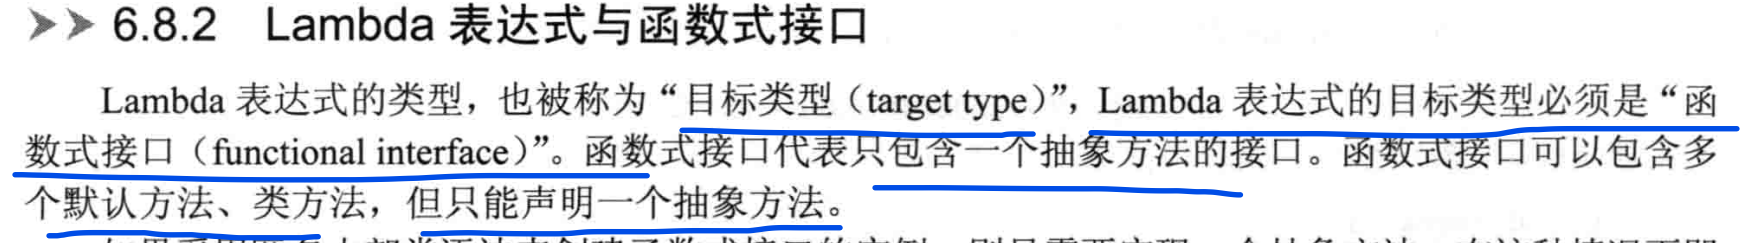 6.8.2 Lambda 表达式与函数式接口
Lambda 表达式的类型，也被称为“目标类型（target type）”，Lambda 表达式的目标类型必须是“函
数式接口（functional interface）”。函数式接口代表只包含一个抽象方法的接口。函数式接口可以包含多
个默认方法、类方法，但只能声明一个抽象方法。